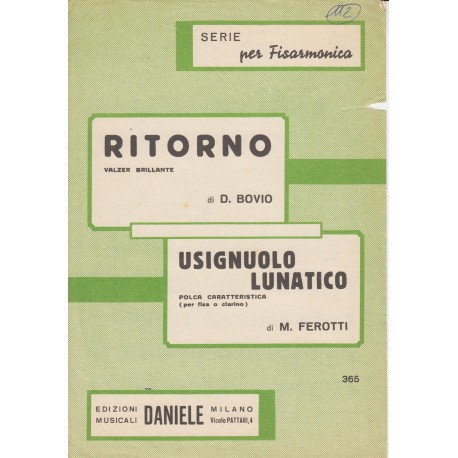 112
SERIE
per Fisarmonica
RITORNO
VALZER BRILLANTE
di D. BOVIO
USIGNUOLO
LUNATICO
POLCA CARATTERISTICA
(per fisa o clarino)
di M. FEROTTI
365
EDIZIONI MUSICALI DANIELE MILANO
Vicolo PATTARI, 4